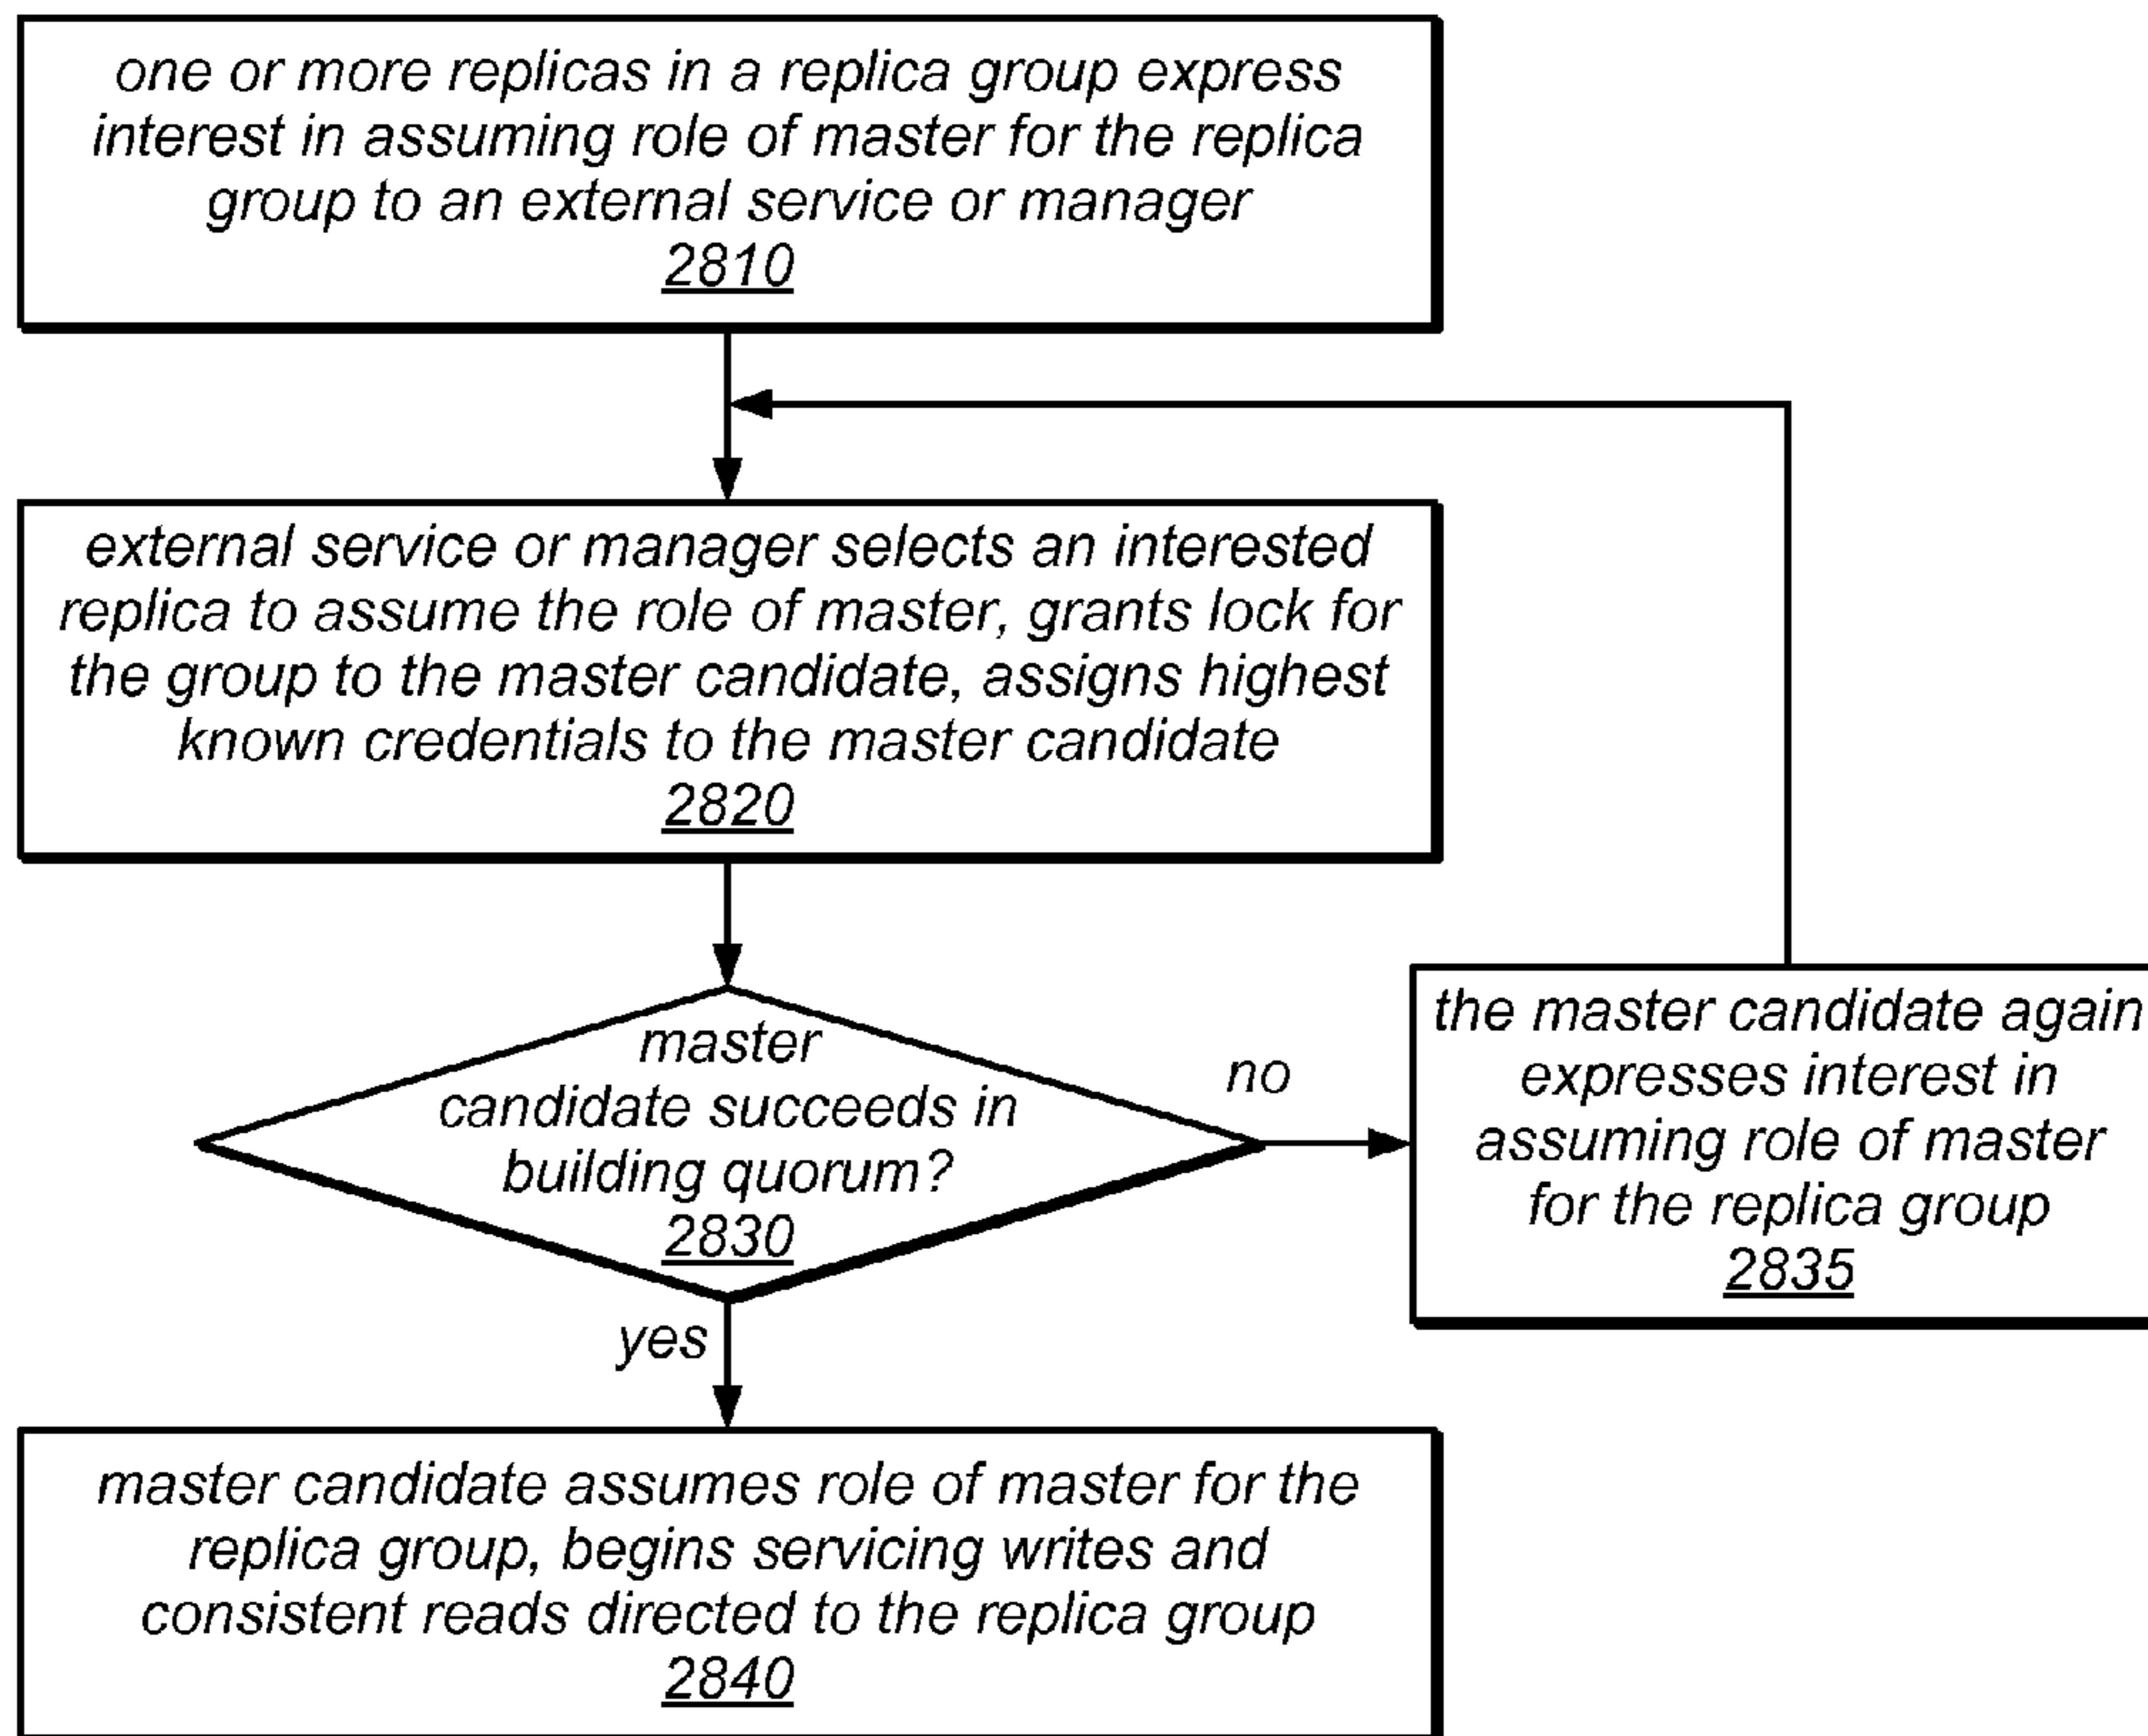 one or more replicas in a replica group express
interest in assuming role of master for the replica
group to an external service or manager
2810
external service or manager selects an interested
replica to assume the role of master, grants lock for
the group to the master candidate, assigns highest
known credentials to the master candidate
2820
master
candidate succeeds in
building quorum?
2830
no
the master candidate again
expresses interest in
assuming role of master
for the replica group
2835
yes
master candidate assumes role of master for the
replica group, begins servicing writes and
consistent reads directed to the replica group
2840